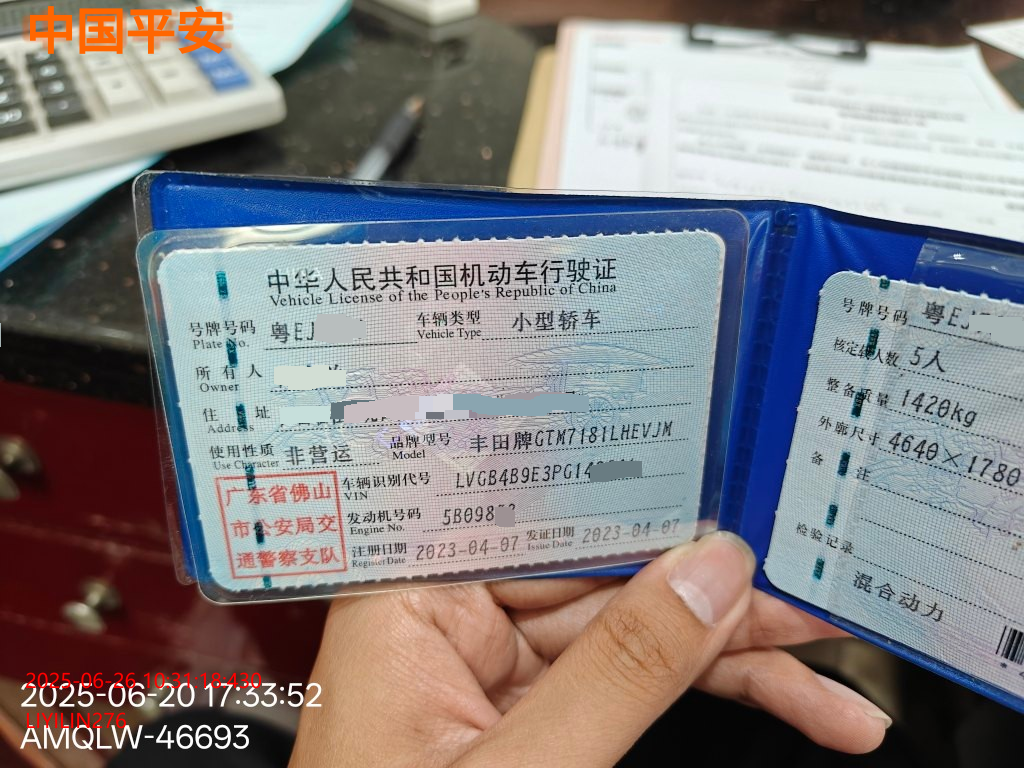 中国平安
中华人民共和国机动车行驶证
Vehicle License of the People's Republic of China
号牌号码 粤EJ 车辆类型 小型轿车
Plate No. Vehicle Type
所有人
Owner
住址
Address
使用性质 非营运 品牌型号 丰田牌GTM7181LHEVJM
Use Character Model
广东省佛山
市公安局交
通警察支队
车辆识别代号 LVGB4B9E3PG14
VIN
发动机号码 5B098
Engine No.
注册日期 2023-04-07 发证日期 2023-04-07
Register Date Issue Date
号牌号码 粤EJ
核定载人数 5人
整备质量 1420kg
外廓尺寸 4640×1780
备注
检验记录
混合动力
2025-06-26 10:31:18.430
2025-06-20 17:33:52
LIYILIN276
AMQLW-46693